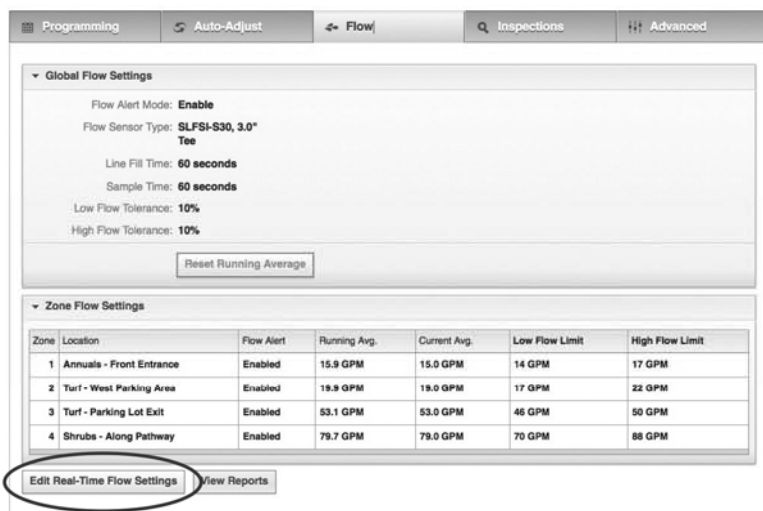 Programming Auto-Adjust Flow Inspections Advanced
Global Flow Settings
Flow Alert Mode: Enable
Flow Sensor Type: SLFSI-S30, 3.0"
Tee
Line Fill Time: 60 seconds
Sample Time: 60 seconds
Low Flow Tolerance: 10%
High Flow Tolerance: 10%
Reset Running Average
Zone Flow Settings
Zone Location Flow Alert Running Avg. Current Avg. Low Flow Limit High Flow Limit
1 Annuals - Front Entrance Enabled 15.9 GPM 15.0 GPM 14 GPM 17 GPM
2 Turf - West Parking Area Enabled 19.9 GPM 19.0 GPM 17 GPM 22 GPM
3 Turf - Parking Lot Exit Enabled 53.1 GPM 53.0 GPM 46 GPM 50 GPM
4 Shrubs - Along Pathway Enabled 79.7 GPM 79.0 GPM 70 GPM 88 GPM
Edit Real-Time Flow Settings View Reports